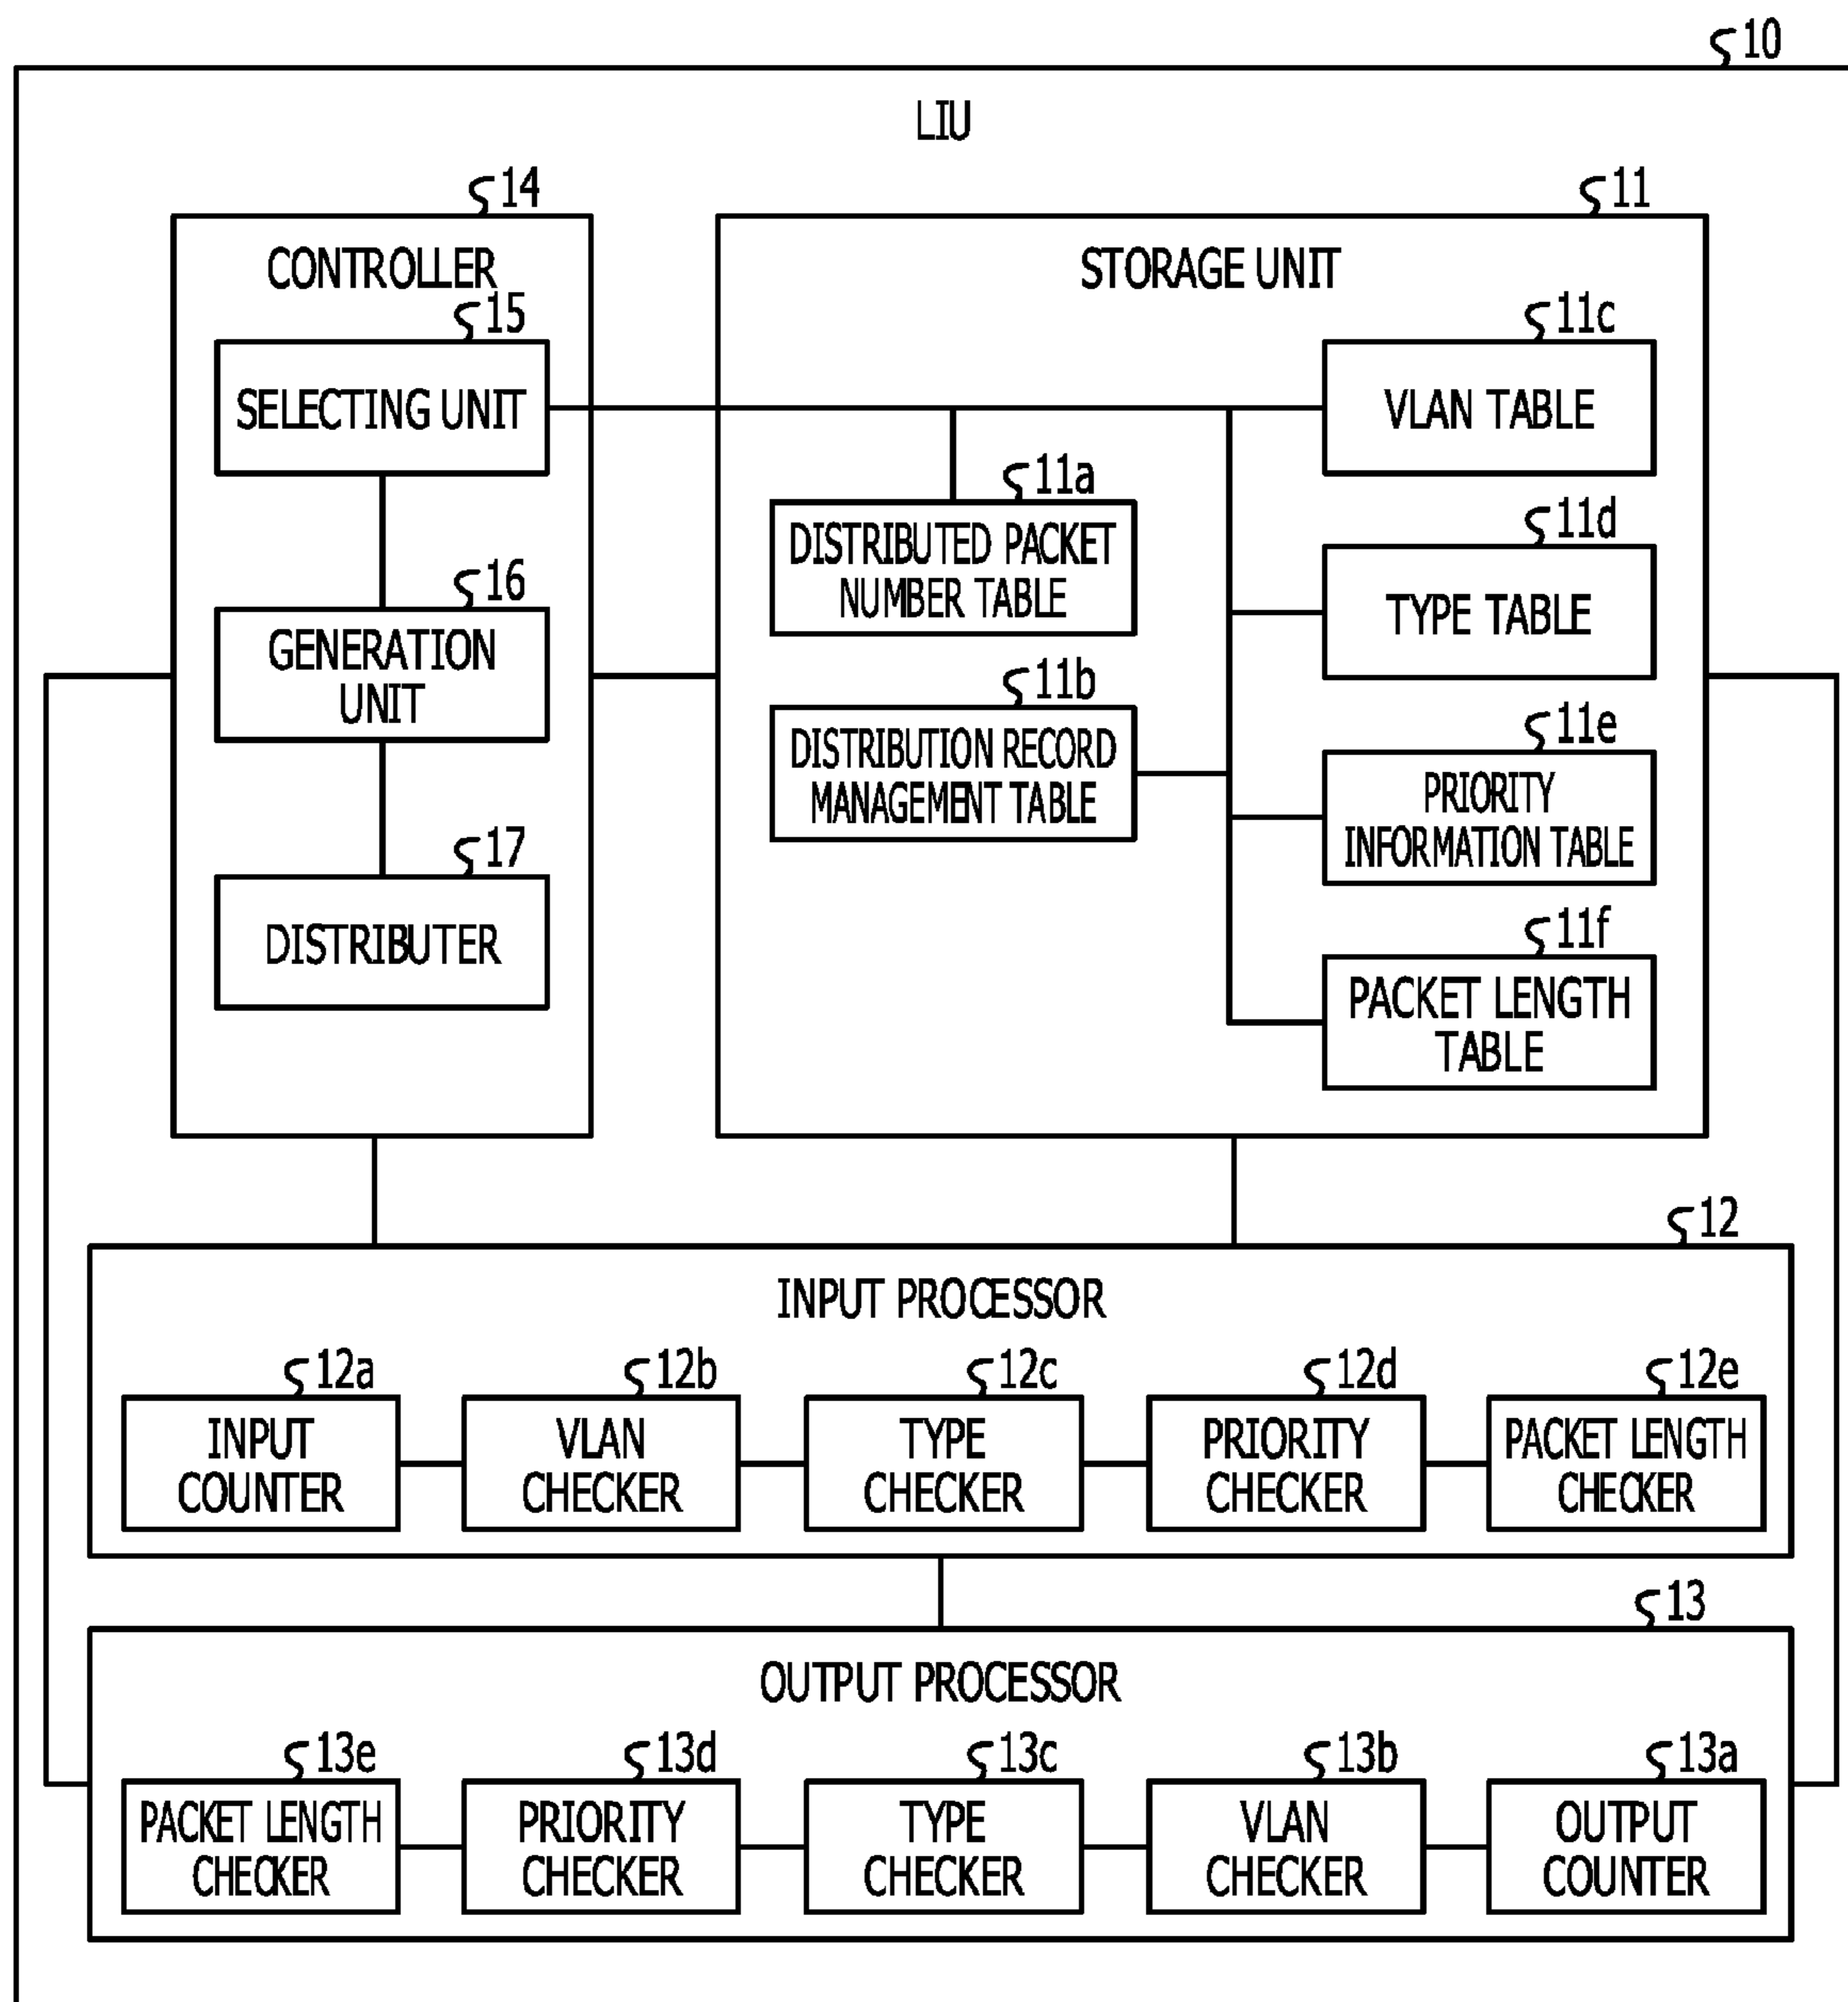 10
LIU
14
CONTROLLER
15
SELECTING UNIT
16
GENERATION
UNIT
17
DISTRIBUTER
11
STORAGE UNIT
11a
DISTRIBUTED PACKET
NUMBER TABLE
11b
DISTRIBUTION RECORD
MANAGEMENT TABLE
11c
VLAN TABLE
11d
TYPE TABLE
11e
PRIORITY
INFORMATION TABLE
11f
PACKET LENGTH
TABLE
12
INPUT PROCESSOR
12a
INPUT
COUNTER
12b
VLAN
CHECKER
12c
TYPE
CHECKER
12d
PRIORITY
CHECKER
12e
PACKET LENGTH
CHECKER
13
OUTPUT PROCESSOR
13e
PACKET LENGTH
CHECKER
13d
PRIORITY
CHECKER
13c
TYPE
CHECKER
13b
VLAN
CHECKER
13a
OUTPUT
COUNTER